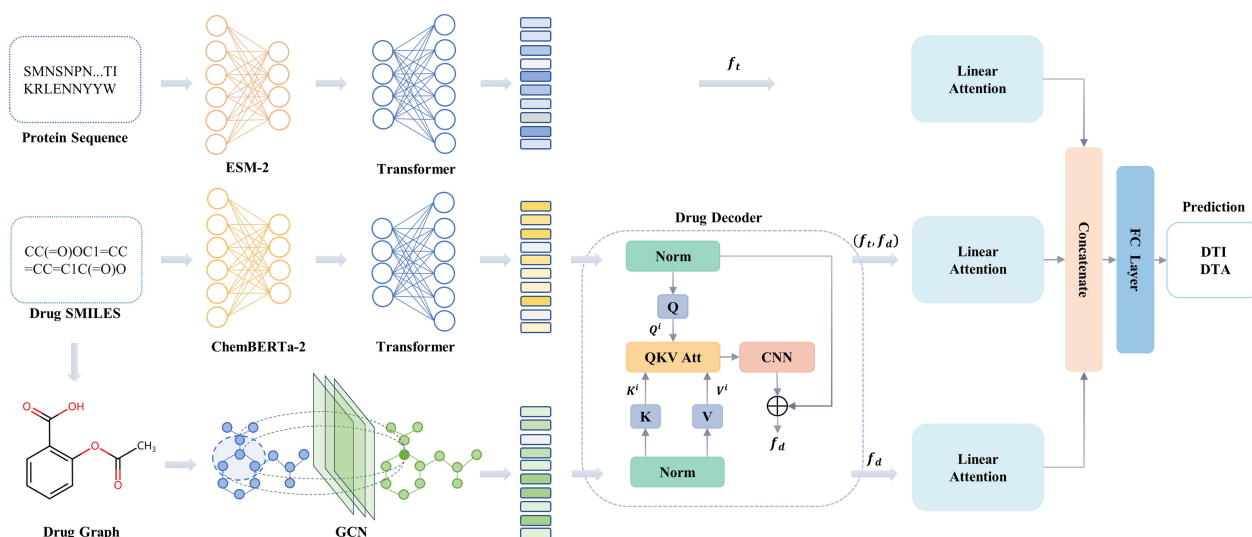 SMNSNPN...TI
KRLENNYYW
Protein Sequence
ESM-2
Transformer
f_t
Linear
Attention
CC(=O)OC1=CC
=CC=C1C(=O)O
Drug SMILES
ChemBERTa-2
Transformer
Drug Decoder
Norm
Q
Q^i
QKV Att
CNN
K^i
V^i
K
V
f_d
Norm
(f_t, f_d)
Linear
Attention
Concatenate
FC Layer
Prediction
DTI
DTA
O
OH
O
CH3
O
Drug Graph
GCN
f_d
Linear
Attention